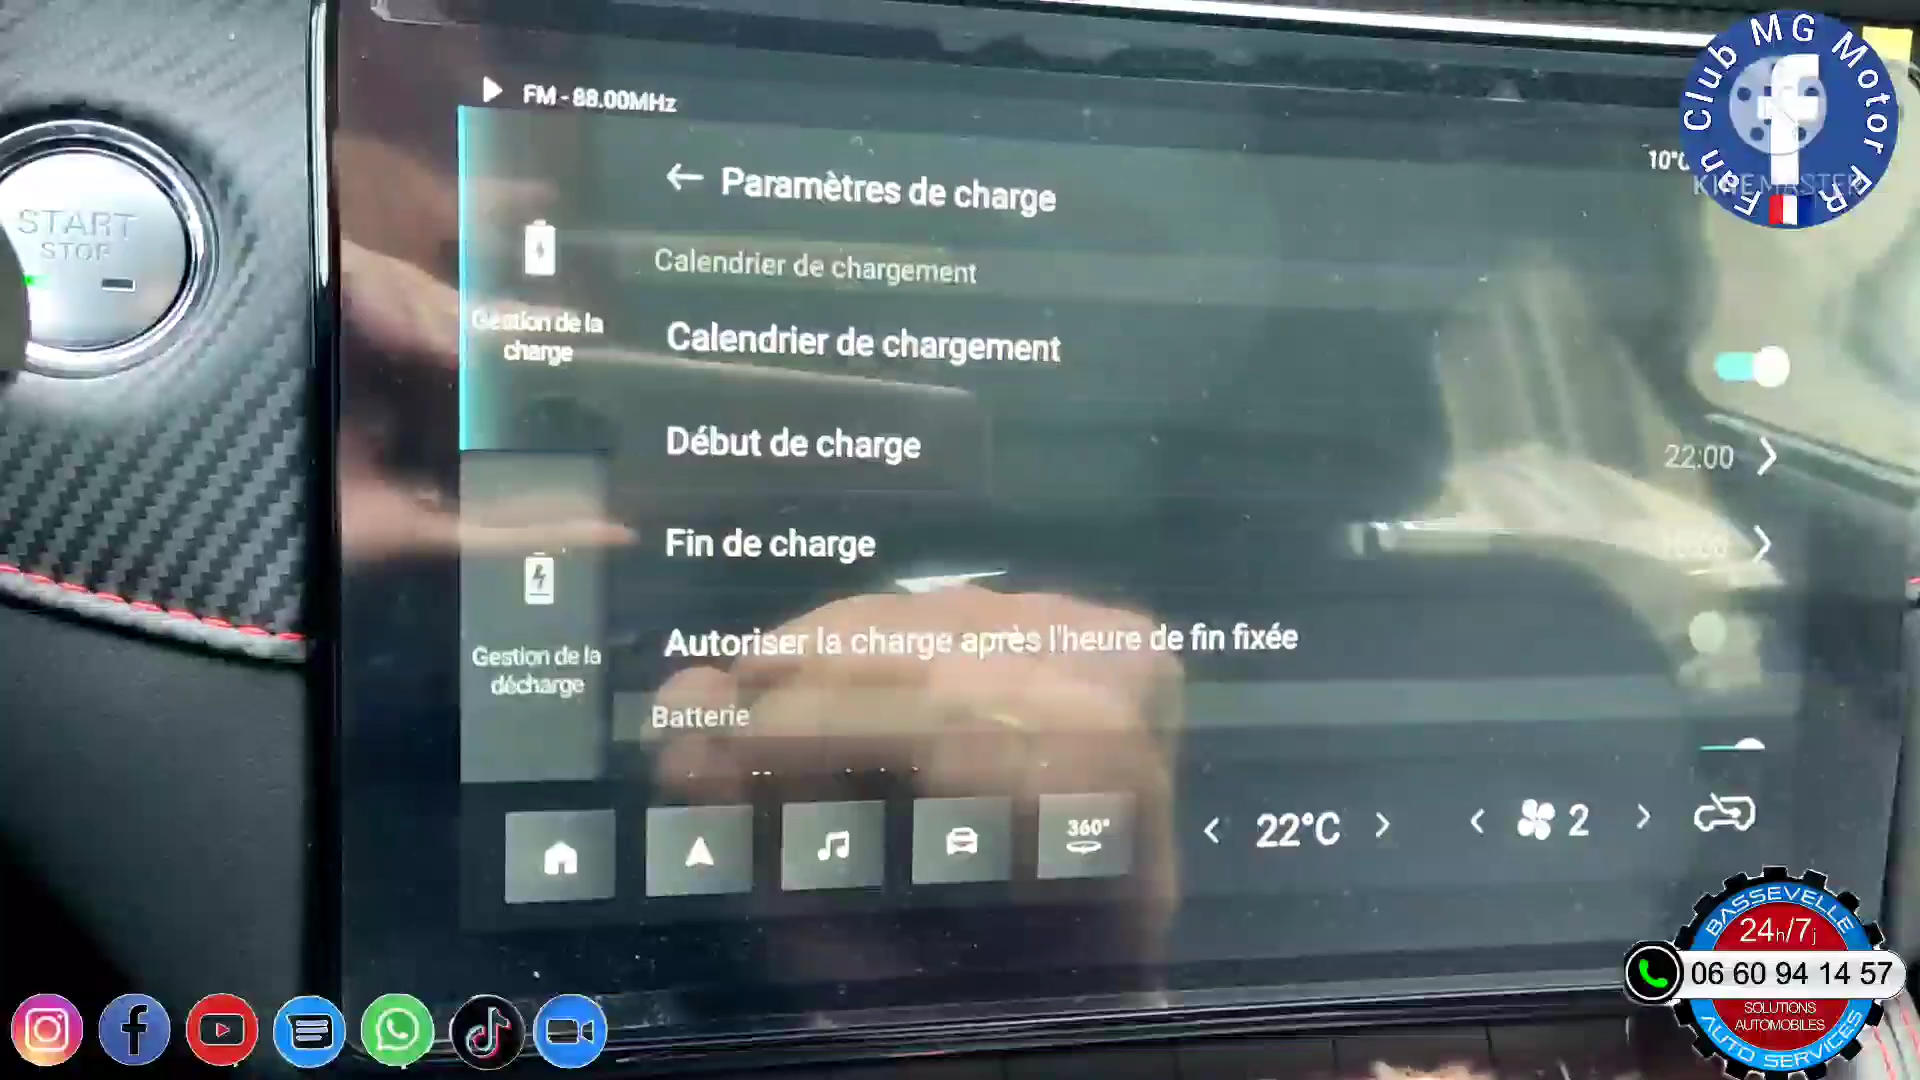 START
STOP
FM - 88.00MHz
← Paramètres de charge
Calendrier de chargement
Gestion de la
charge
Calendrier de chargement
Début de charge
22:00
Fin de charge
Autoriser la charge après l'heure de fin fixée
Gestion de la
décharge
Batterie
360°
22°C
2
Fan Club MG Motor FR
KINEMASTER
BASSEVELLE
24h/7j
06 60 94 14 57
SOLUTIONS
AUTOMOBILES
AUTO SERVICES